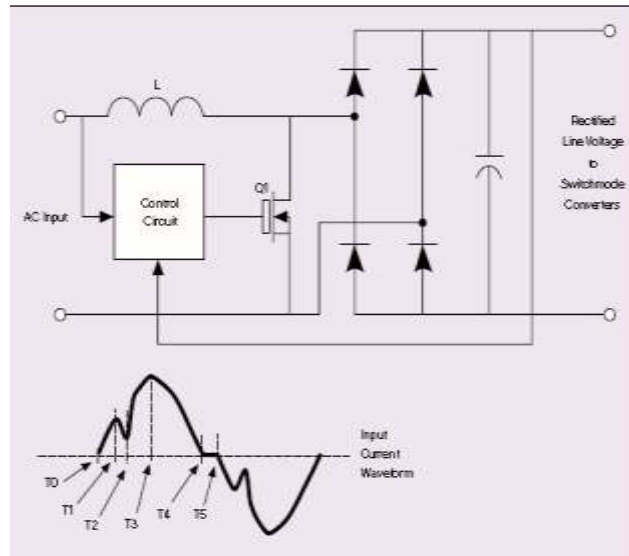 L
Q1
Control
Circuit
AC Input
Rectified
Line Voltage
to
Switchmode
Converters
Input
Current
Waveform
T0
T1
T2
T3
T4
T5